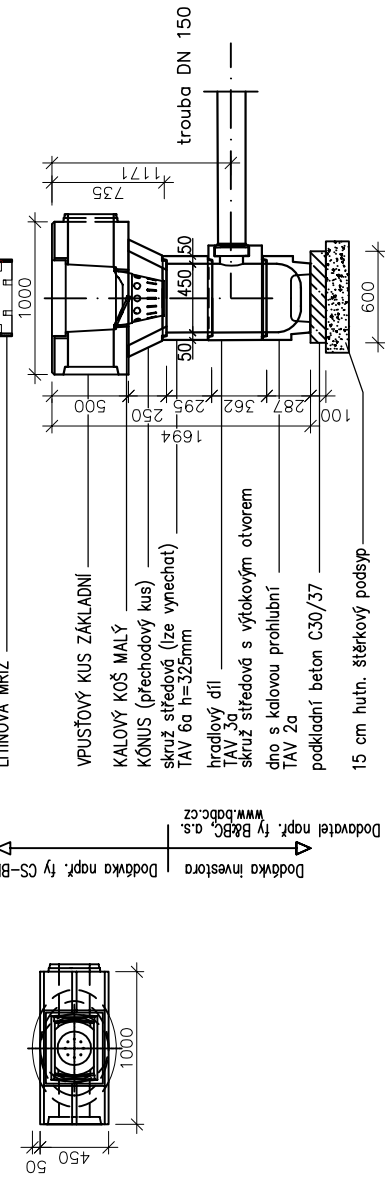 LITINOVÁ MŘÍŽ
VPUSŤOVÝ KUS ZÁKLADNÍ
KALOVÝ KOŠ MALÝ
KÓNUS (přechodový kus)
skruž středová (lze vynechat)
TAV 6a h=325mm
hradlový díl
TAV 3a
skruž středová s výtokovým otvorem
dno s kalovou prohlubní
TAV 2a
podkladní beton C30/37
15 cm hutn. štěrkový podsyp
Dodávka např. fy CS-B
Dodávka investora
Dodavatel např. fy B&BC, a.s.
www.babc.cz
trouba DN 150
1000
735
1171
50
450
50
500
250
295
362
287
1694
100
600
50
450
1000